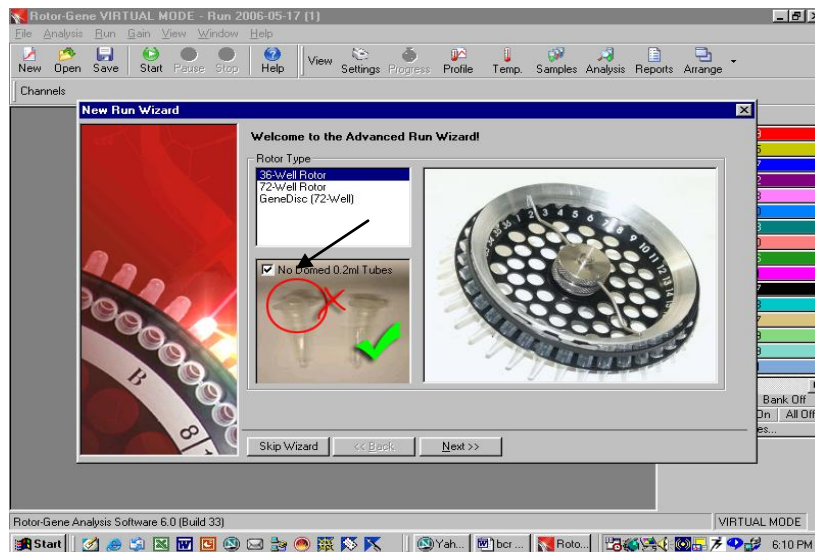 Rotor-Gene VIRTUAL MODE - Run 2006-05-17 (1)
File Analysis Run Gain View Window Help
New Open Save Start Pause Stop Help View Settings Progress Profile Temp. Samples Analysis Reports Arrange
Channels
New Run Wizard
Welcome to the Advanced Run Wizard!
Rotor Type
36-Well Rotor
72-Well Rotor
GeneDisc (72-Well)
No Domed 0.2ml Tubes
Bank Off
On All Off
es...
Skip Wizard << Back Next >>
Rotor-Gene Analysis Software 6.0 (Build 33) VIRTUAL MODE
Start Yah... bcr ... Roto... 6:10 PM